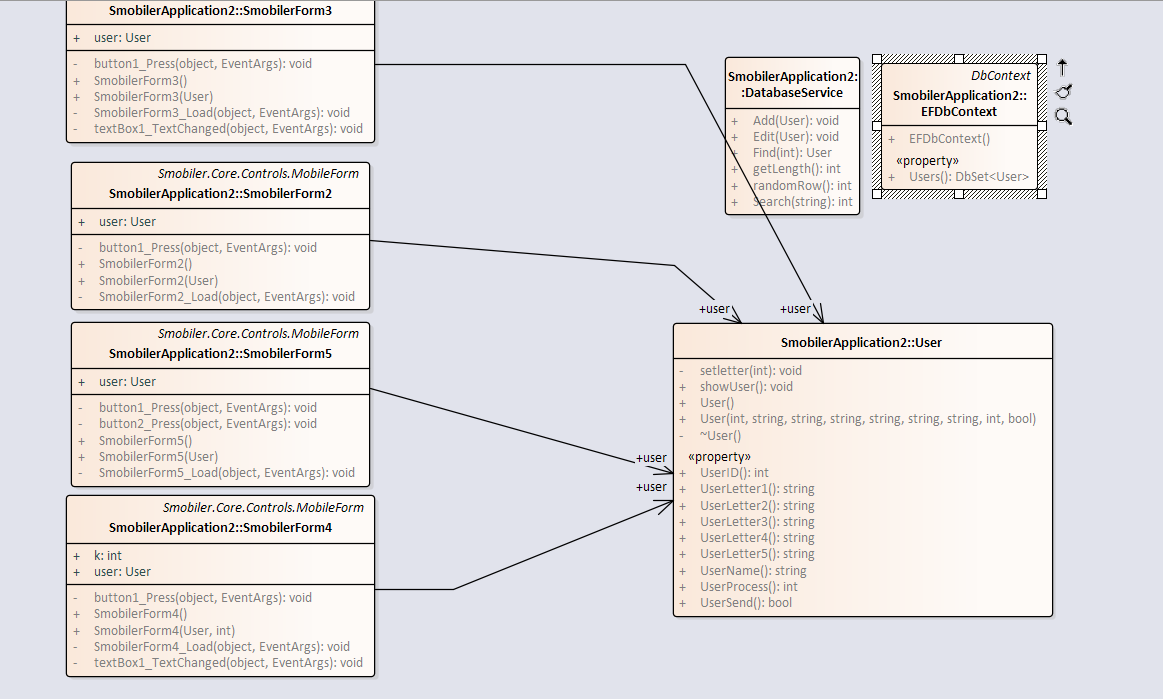 SmobilerApplication2::SmobilerForm3
+ user: User
- button1_Press(object, EventArgs): void
+ SmobilerForm3()
+ SmobilerForm3(User)
- SmobilerForm3_Load(object, EventArgs): void
- textBox1_TextChanged(object, EventArgs): void
Smobiler.Core.Controls.MobileForm
SmobilerApplication2::SmobilerForm2
+ user: User
- button1_Press(object, EventArgs): void
+ SmobilerForm2()
+ SmobilerForm2(User)
- SmobilerForm2_Load(object, EventArgs): void
Smobiler.Core.Controls.MobileForm
SmobilerApplication2::SmobilerForm5
+ user: User
- button1_Press(object, EventArgs): void
- button2_Press(object, EventArgs): void
+ SmobilerForm5()
+ SmobilerForm5(User)
- SmobilerForm5_Load(object, EventArgs): void
Smobiler.Core.Controls.MobileForm
SmobilerApplication2::SmobilerForm4
+ k: int
+ user: User
- button1_Press(object, EventArgs): void
+ SmobilerForm4()
+ SmobilerForm4(User, int)
- SmobilerForm4_Load(object, EventArgs): void
- textBox1_TextChanged(object, EventArgs): void
SmobilerApplication2:
:DatabaseService
+ Add(User): void
+ Edit(User): void
+ Find(int): User
+ getLength(): int
+ randomRow(): int
+ Search(string): int
DbContext
SmobilerApplication2::
EFDbContext
+ EFDbContext()
«property»
+ Users(): DbSet<User>
+user
+user
+user
+user
SmobilerApplication2::User
- setletter(int): void
+ showUser(): void
+ User()
+ User(int, string, string, string, string, string, string, int, bool)
- ~User()
«property»
+ UserID(): int
+ UserLetter1(): string
+ UserLetter2(): string
+ UserLetter3(): string
+ UserLetter4(): string
+ UserLetter5(): string
+ UserName(): string
+ UserProcess(): int
+ UserSend(): bool